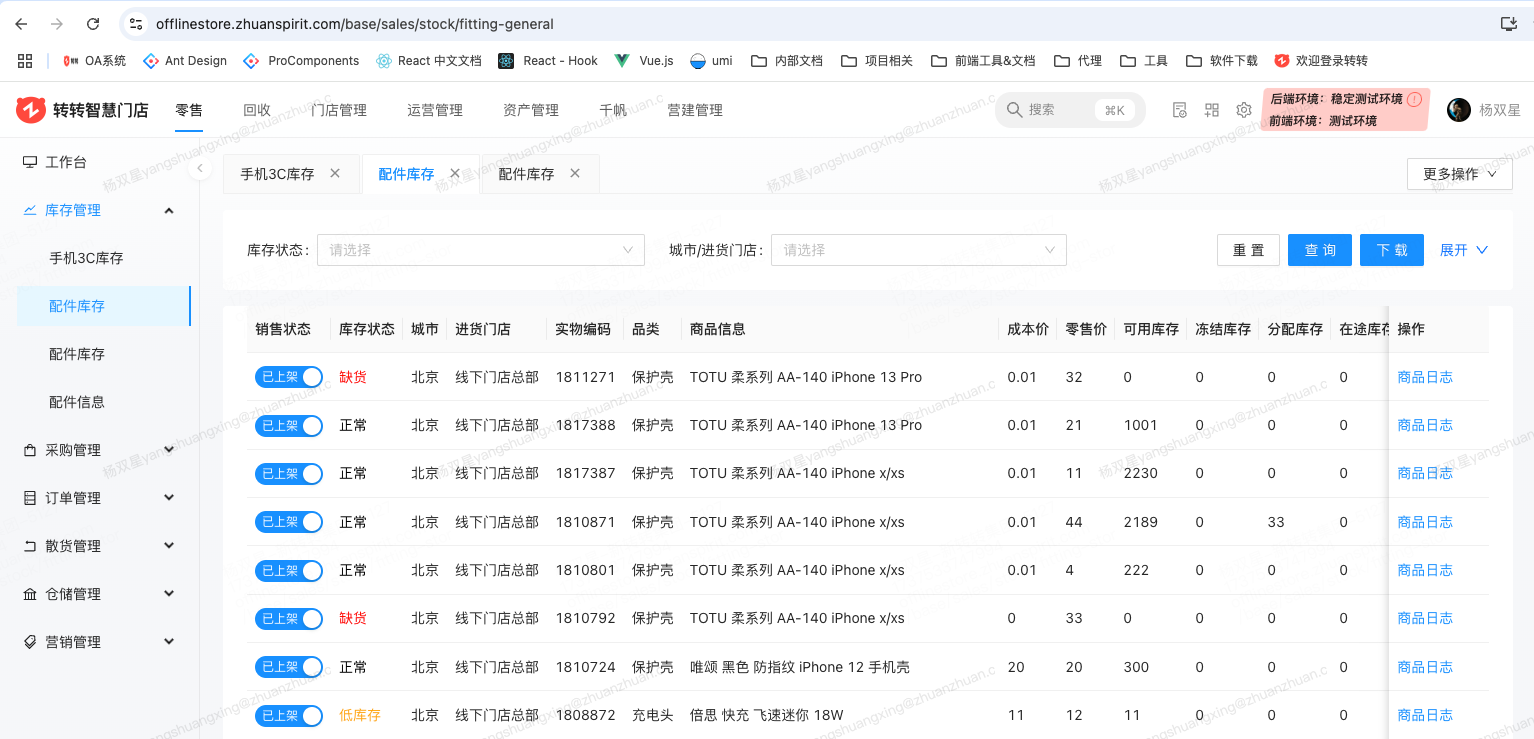 offlinestore.zhuanspirit.com/base/sales/stock/fitting-general
OA系统 Ant Design ProComponents React 中文文档 React - Hook Vue.js umi 内部文档 项目相关 前端工具&文档 代理 工具 软件下载 欢迎登录转转
转转智慧门店 零售 回收 门店管理 运营管理 资产管理 千帆 营建管理 搜索 ⌘K
后端环境：稳定测试环境
前端环境：测试环境
杨双星
工作台
库存管理
手机3C库存
配件库存
配件库存
配件信息
采购管理
订单管理
散货管理
仓储管理
营销管理
手机3C库存 配件库存 配件库存 更多操作
库存状态: 请选择 城市/进货门店: 请选择 重 置 查 询 下 载 展开
销售状态 库存状态 城市 进货门店 实物编码 品类 商品信息 成本价 零售价 可用库存 冻结库存 分配库存 在途库存 操作
已上架 缺货 北京 线下门店总部 1811271 保护壳 TOTU 柔系列 AA-140 iPhone 13 Pro 0.01 32 0 0 0 0 商品日志
已上架 正常 北京 线下门店总部 1817388 保护壳 TOTU 柔系列 AA-140 iPhone 13 Pro 0.01 21 1001 0 0 0 商品日志
已上架 正常 北京 线下门店总部 1817387 保护壳 TOTU 柔系列 AA-140 iPhone x/xs 0.01 11 2230 0 0 0 商品日志
已上架 正常 北京 线下门店总部 1810871 保护壳 TOTU 柔系列 AA-140 iPhone x/xs 0.01 44 2189 0 33 0 商品日志
已上架 正常 北京 线下门店总部 1810801 保护壳 TOTU 柔系列 AA-140 iPhone x/xs 0.01 4 222 0 0 0 商品日志
已上架 缺货 北京 线下门店总部 1810792 保护壳 TOTU 柔系列 AA-140 iPhone x/xs 0 33 0 0 0 0 商品日志
已上架 正常 北京 线下门店总部 1810724 保护壳 唯颂 黑色 防指纹 iPhone 12 手机壳 20 20 300 0 0 0 商品日志
已上架 低库存 北京 线下门店总部 1808872 充电头 倍思 快充 飞速迷你 18W 11 12 11 0 0 0 商品日志
杨双星yangshuangxing@zhuanzhuan.c